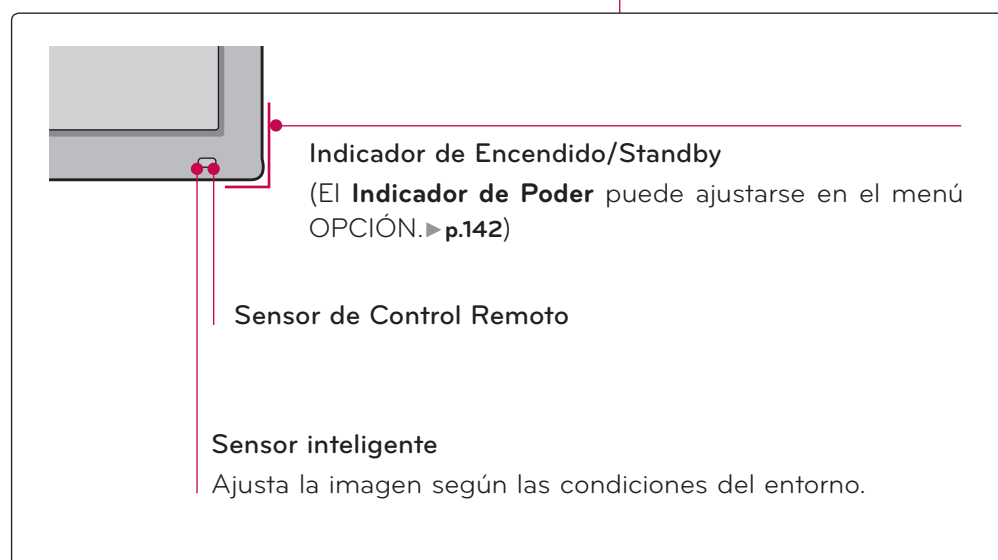 Indicador de Encendido/Standby
(El Indicador de Poder puede ajustarse en el menú
OPCIÓN.►p.142)
Sensor de Control Remoto
Sensor inteligente
Ajusta la imagen según las condiciones del entorno.